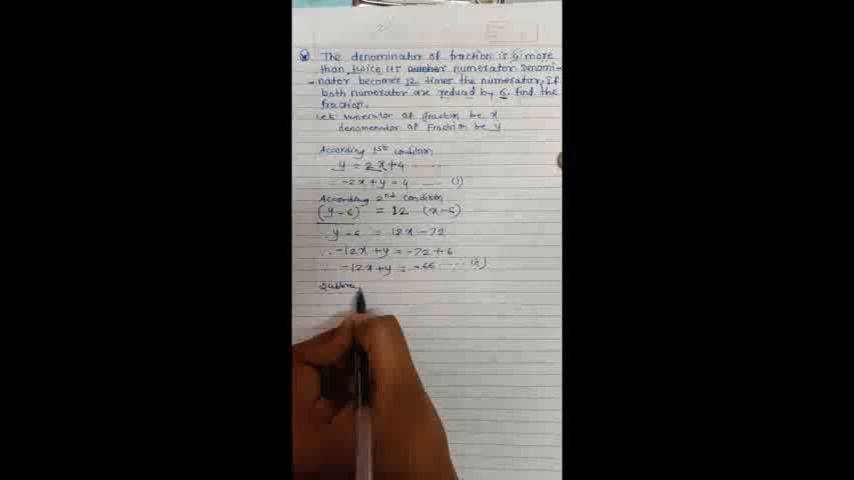 The denominator of fraction is 4 more
than twice its numerator Denomi-
-nator becomes 12 times the numerator, If
both numerator are reduced by 6. find the
fraction.
Let numerator of fraction be x
denomenator of Fraction be y
According 1st condition
y = 2x+4 ......
∴ -2x+y = 4 ..... (i)
According 2nd Condition
(y-6) = 12 (x-6)
∴ y-6 = 12x-72
∴ -12x+y = -72+6
∴ -12x+y = -66 ...... (ii)
Subtra